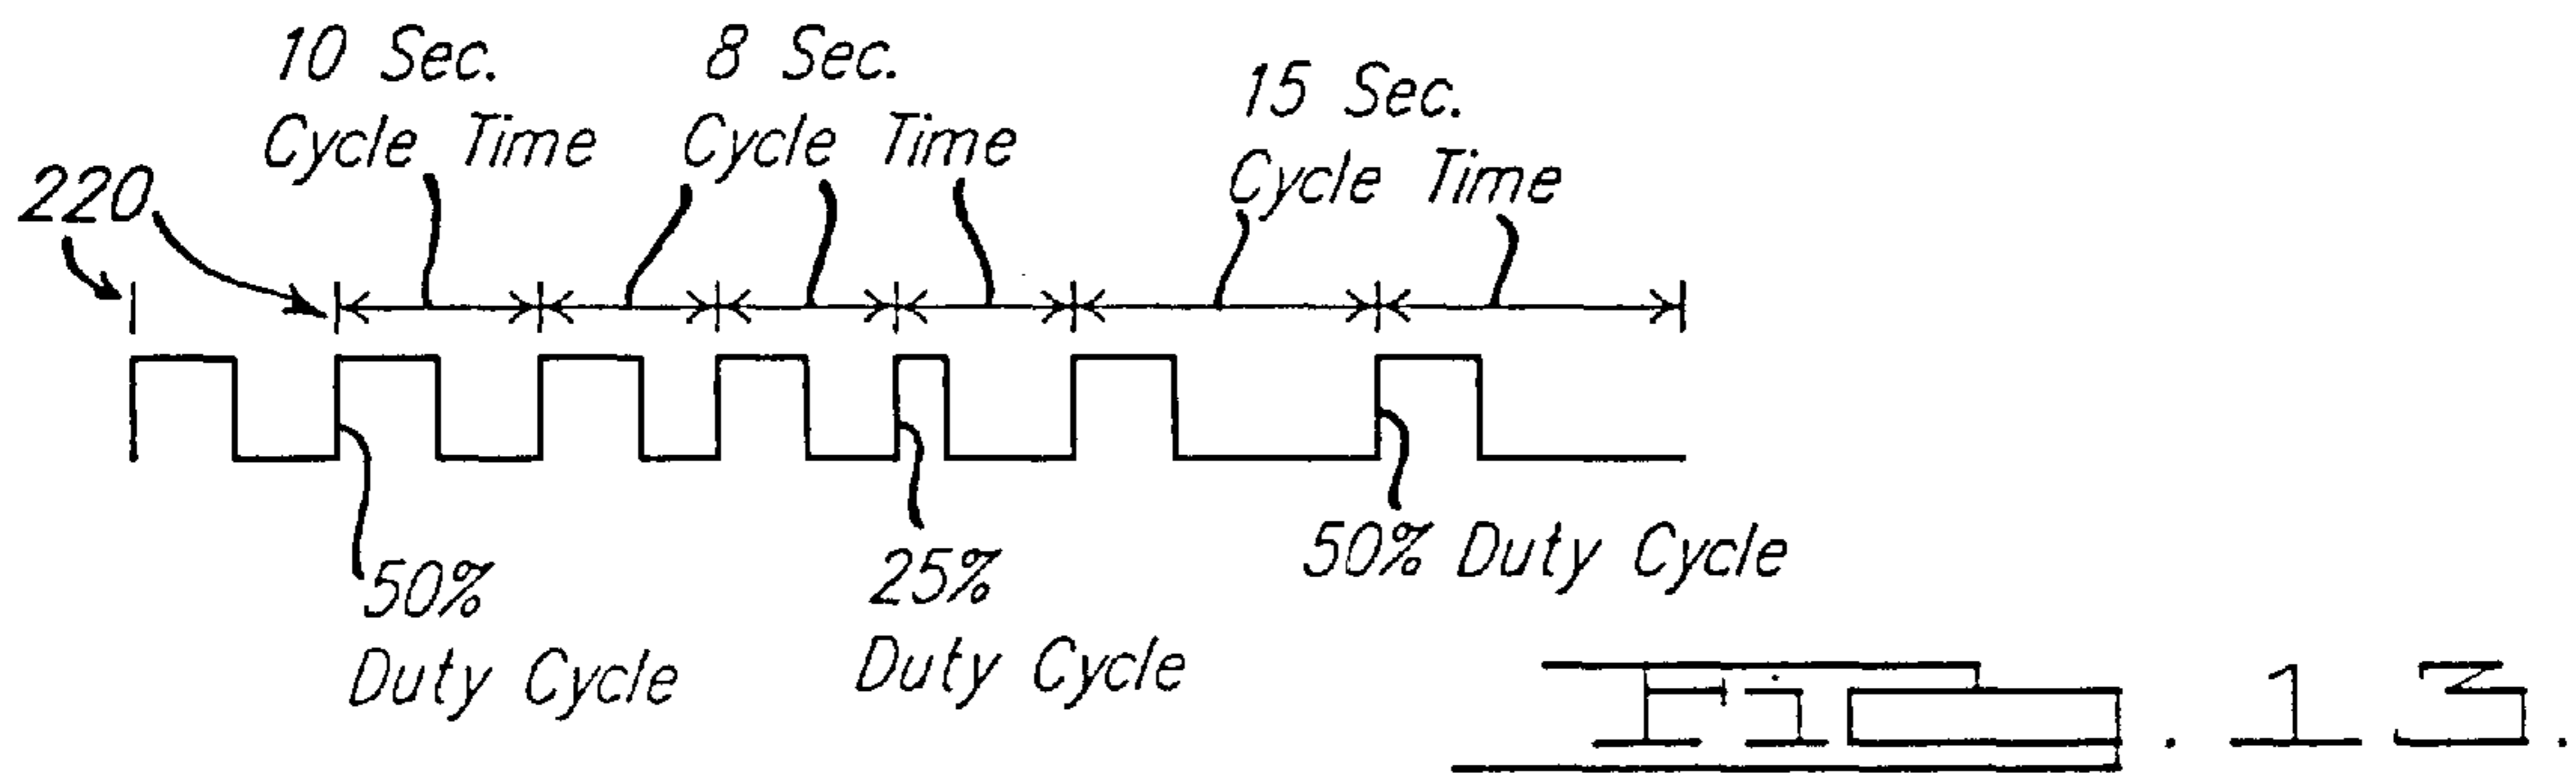 10 Sec.
Cycle Time
8 Sec.
Cycle Time
15 Sec.
Cycle Time
220
50%
Duty Cycle
25%
Duty Cycle
50% Duty Cycle
Fig. 13.